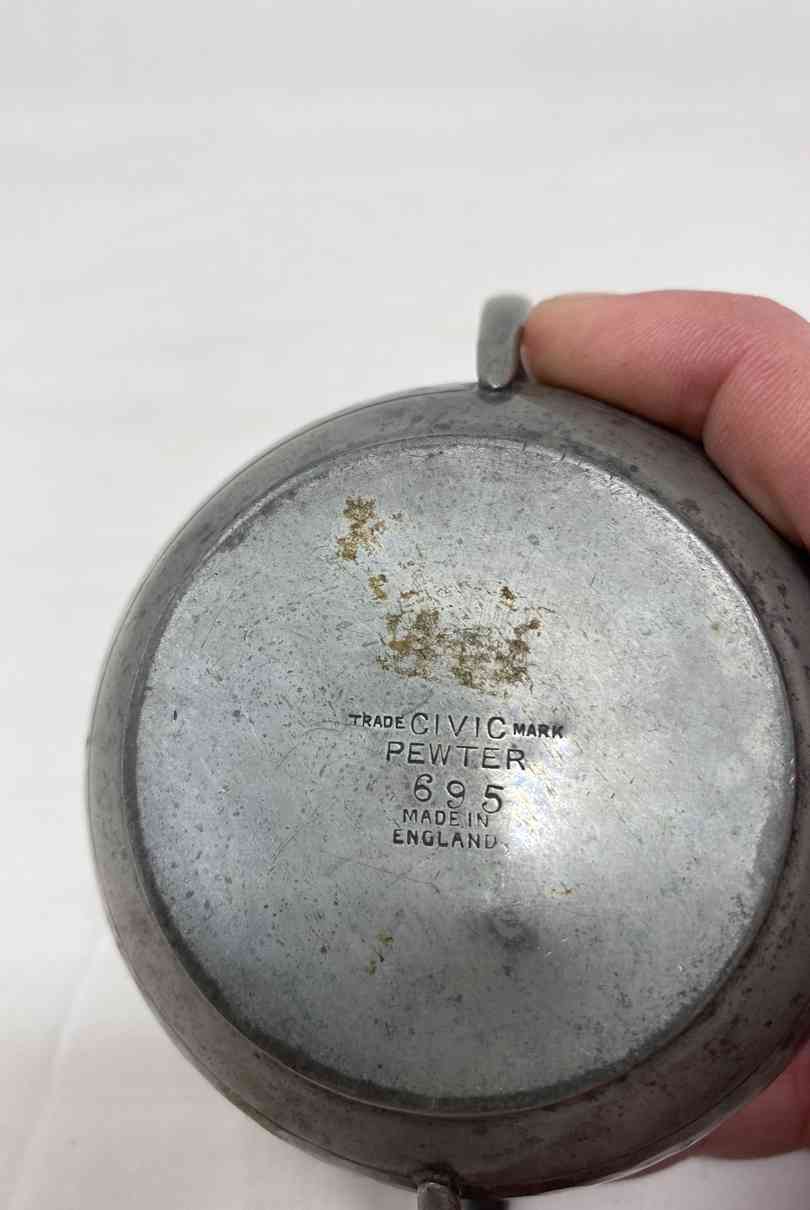 TRADE CIVIC MARK
PEWTER
695
MADE IN
ENGLAND